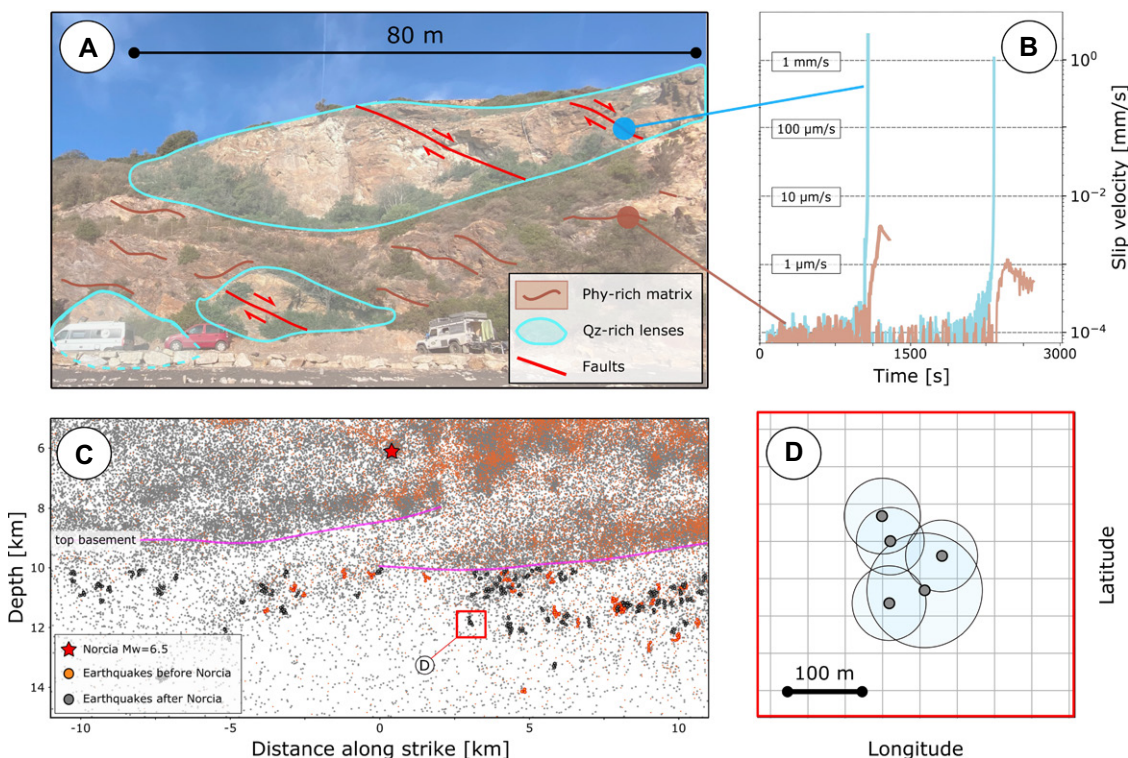 A
80 m
Phy-rich matrix
Qz-rich lenses
Faults
B
1 mm/s
100 µm/s
10 µm/s
1 µm/s
10⁰
10⁻²
10⁻⁴
Slip velocity [mm/s]
0
1500
3000
Time [s]
C
6
8
10
12
14
Depth [km]
top basement
D
Norcia Mw=6.5
Earthquakes before Norcia
Earthquakes after Norcia
-10
-5
0
5
10
Distance along strike [km]
D
100 m
Latitude
Longitude